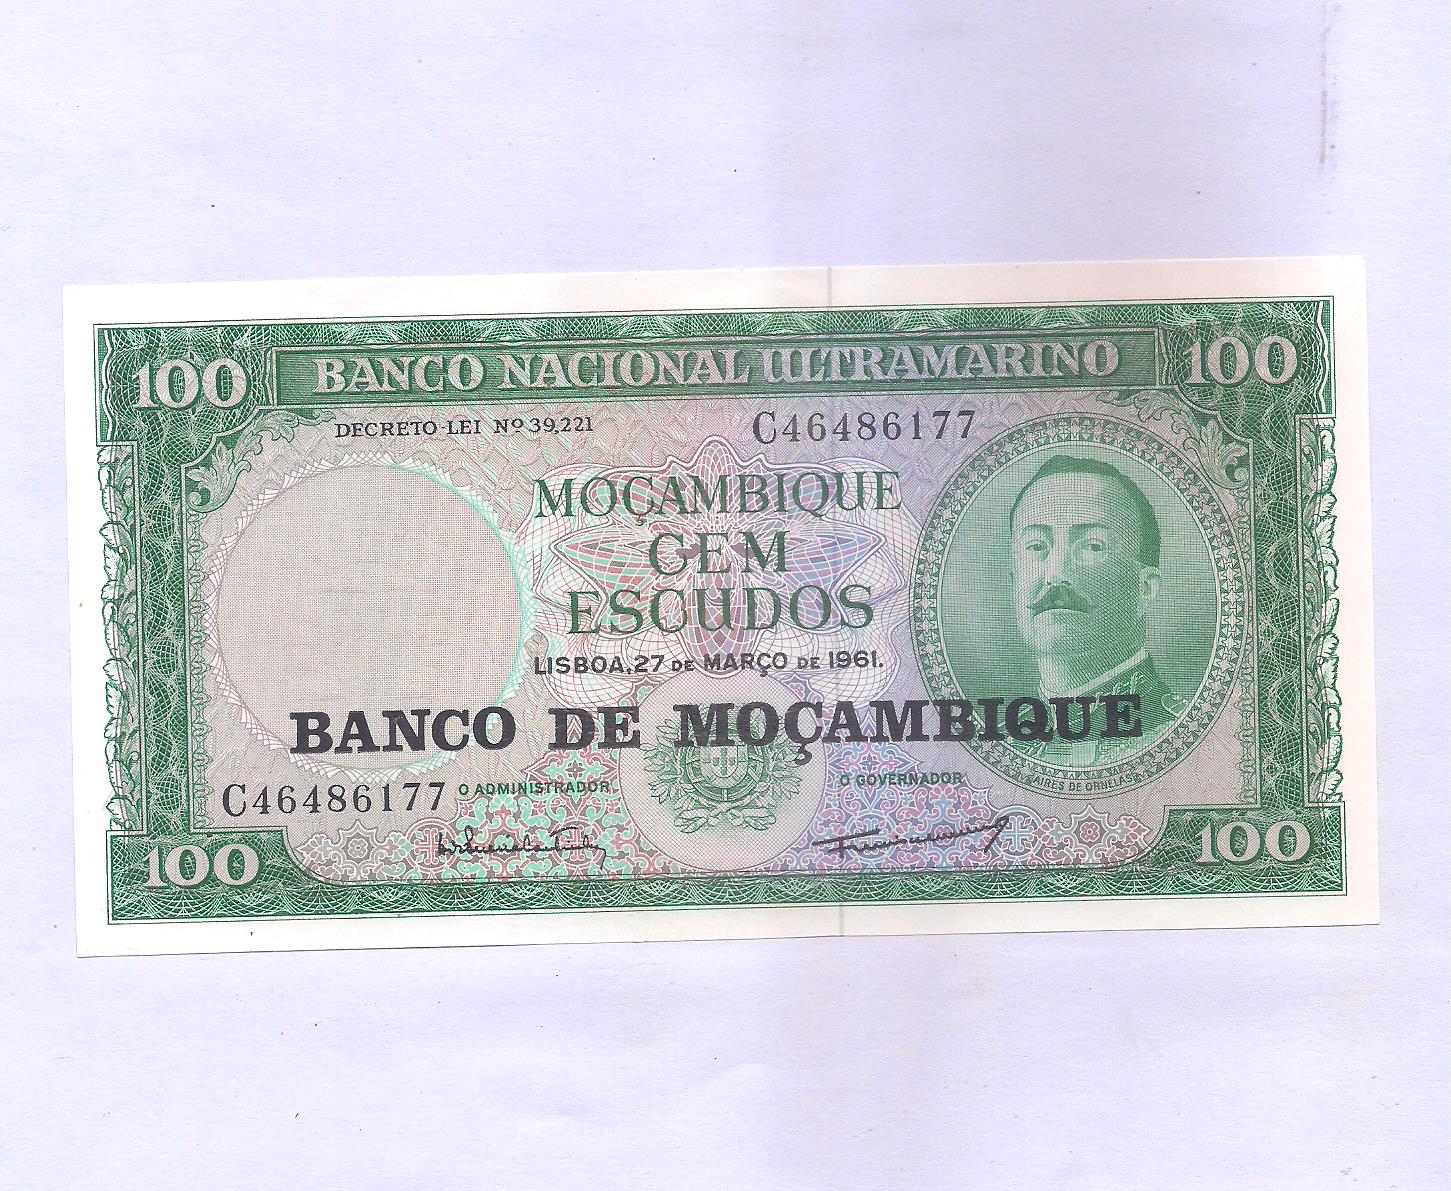 100 BANCO NACIONAL ULTRAMARINO 100
DECRETO-LEI Nº 39.221 C46486177
MOÇAMBIQUE
CEM
ESCUDOS
LISBOA, 27 DE MARÇO DE 1961.
BANCO DE MOÇAMBIQUE
AIRES DE ORNELAS
C46486177 O ADMINISTRADOR O GOVERNADOR
100 100